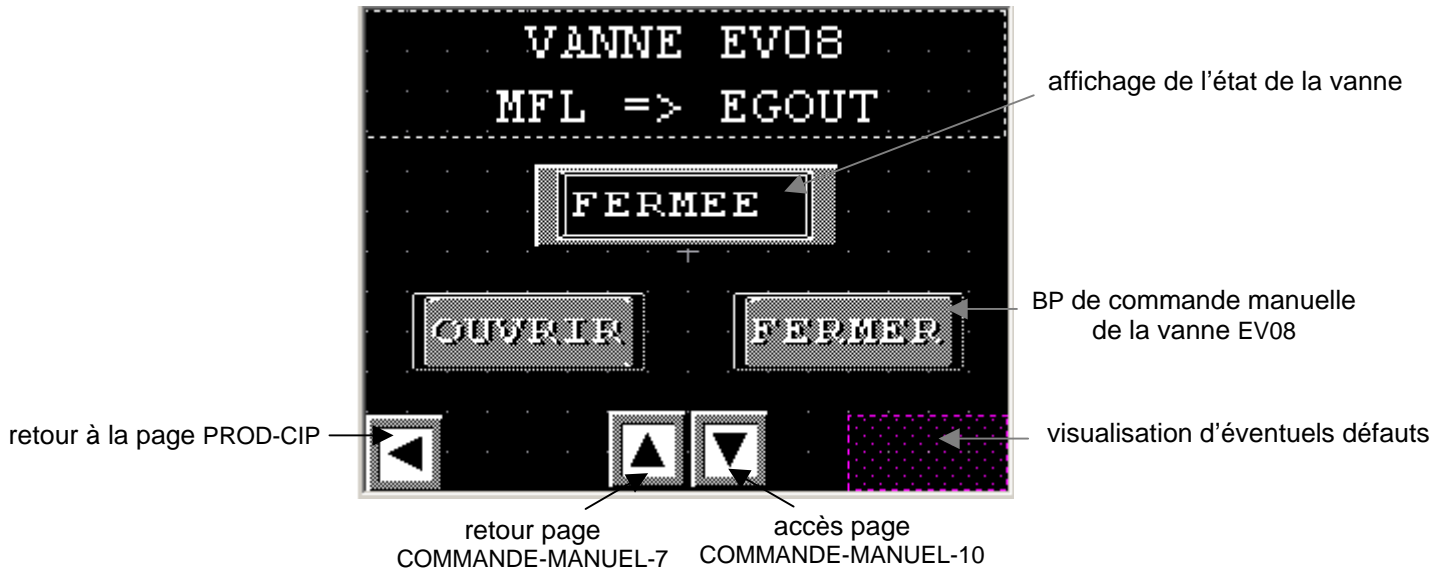 VANNE EV08
MFL => EGOUT
affichage de l’état de la vanne
FERMEE
OUVRIR
FERMER
BP de commande manuelle
de la vanne EV08
retour à la page PROD-CIP
visualisation d’éventuels défauts
retour page
COMMANDE-MANUEL-7
accès page
COMMANDE-MANUEL-10